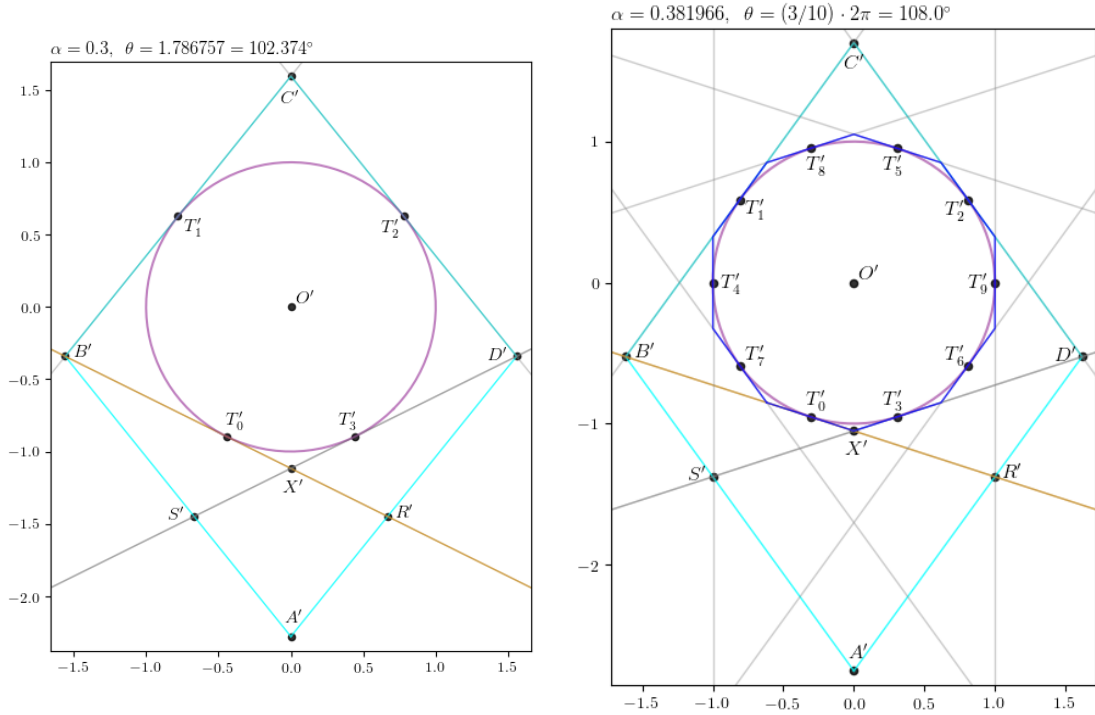 α = 0.3, θ = 1.786757 = 102.374°
1.5
1.0
0.5
0.0
−0.5
−1.0
−1.5
−2.0
−1.5 −1.0 −0.5 0.0 0.5 1.0 1.5
C′
T′₁
T′₂
O′
B′
D′
T′₀
T′₃
X′
S′
R′
A′
α = 0.381966, θ = (3/10) · 2π = 108.0°
1
0
−1
−2
−1.5 −1.0 −0.5 0.0 0.5 1.0 1.5
C′
T′₈
T′₅
T′₁
T′₂
O′
T′₄
T′₉
B′
D′
T′₇
T′₆
T′₀
T′₃
X′
S′
R′
A′